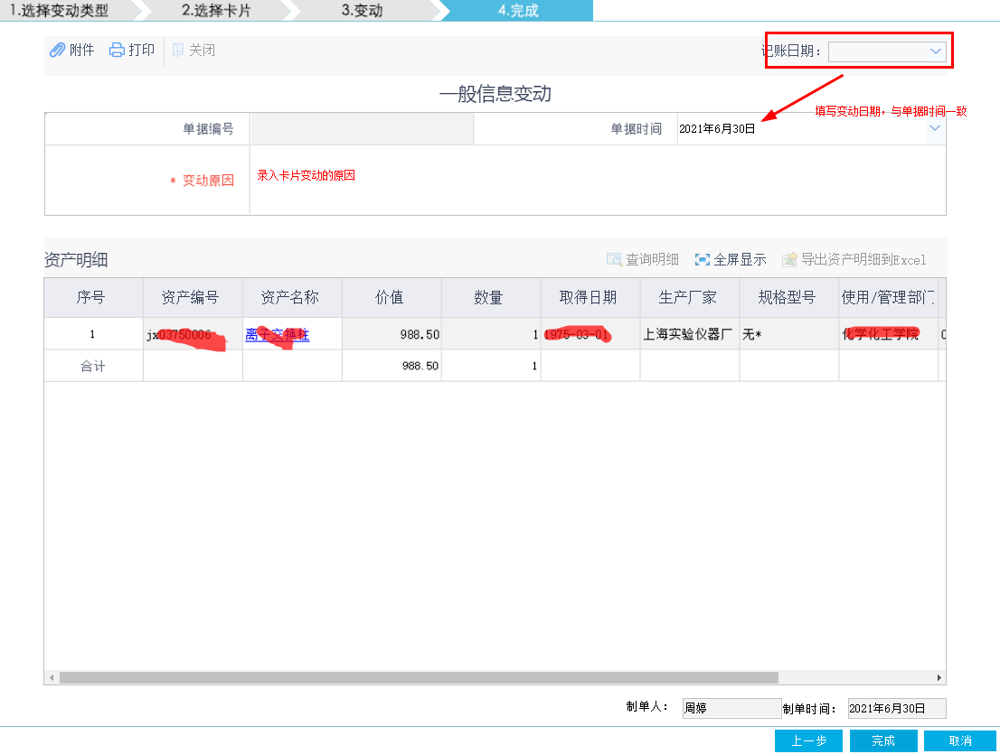 1.选择变动类型 2.选择卡片 3.变动 4.完成
附件 打印 关闭 记账日期：
一般信息变动
填写变动日期，与单据时间一致
单据编号 单据时间 2021年6月30日
* 变动原因 录入卡片变动的原因
资产明细 查询明细 全屏显示 导出资产明细到Excel
序号 资产编号 资产名称 价值 数量 取得日期 生产厂家 规格型号 使用/管理部门
1 988.50 1 上海实验仪器厂 无*
合计 988.50 1
制单人： 周婷 制单时间： 2021年6月30日
上一步 完成 取消